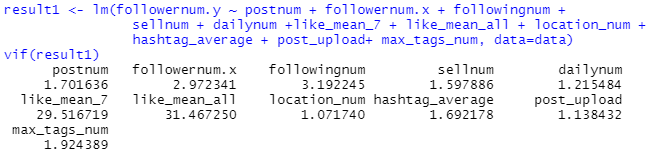 result1 <- lm(followernum.y ~ postnum + followernum.x + followingnum +
sellnum + dailynum +like_mean_7 + like_mean_all + location_num +
hashtag_average + post_upload+ max_tags_num, data=data)
vif(result1)
postnum followernum.x followingnum sellnum dailynum
1.701636 2.972341 3.192245 1.597886 1.215484
like_mean_7 like_mean_all location_num hashtag_average post_upload
29.516719 31.467250 1.071740 1.692178 1.138432
max_tags_num
1.924389